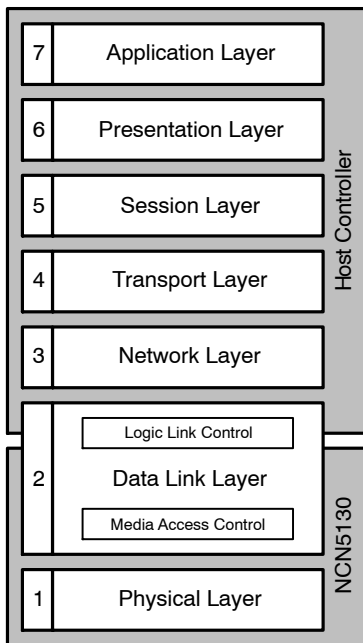 7 Application Layer
6 Presentation Layer
5 Session Layer
4 Transport Layer
3 Network Layer
Host Controller
Logic Link Control
2 Data Link Layer
Media Access Control
1 Physical Layer
NCN5130